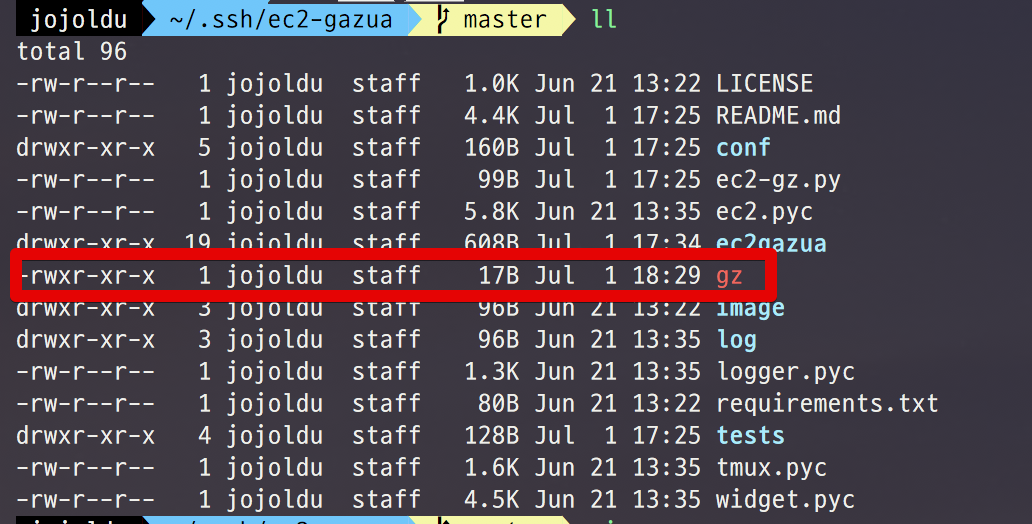 jojoldu ~/.ssh/ec2-gazua master ll
total 96
-rw-r--r-- 1 jojoldu staff 1.0K Jun 21 13:22 LICENSE
-rw-r--r-- 1 jojoldu staff 4.4K Jul 1 17:25 README.md
drwxr-xr-x 5 jojoldu staff 160B Jul 1 17:25 conf
-rw-r--r-- 1 jojoldu staff 99B Jul 1 17:25 ec2-gz.py
-rw-r--r-- 1 jojoldu staff 5.8K Jun 21 13:35 ec2.pyc
drwxr-xr-x 19 jojoldu staff 608B Jul 1 17:34 ec2gazua
-rwxr-xr-x 1 jojoldu staff 17B Jul 1 18:29 gz
drwxr-xr-x 3 jojoldu staff 96B Jun 21 13:22 image
drwxr-xr-x 3 jojoldu staff 96B Jun 21 13:35 log
-rw-r--r-- 1 jojoldu staff 1.3K Jun 21 13:35 logger.pyc
-rw-r--r-- 1 jojoldu staff 80B Jun 21 13:22 requirements.txt
drwxr-xr-x 4 jojoldu staff 128B Jul 1 17:25 tests
-rw-r--r-- 1 jojoldu staff 1.6K Jun 21 13:35 tmux.pyc
-rw-r--r-- 1 jojoldu staff 4.5K Jun 21 13:35 widget.pyc